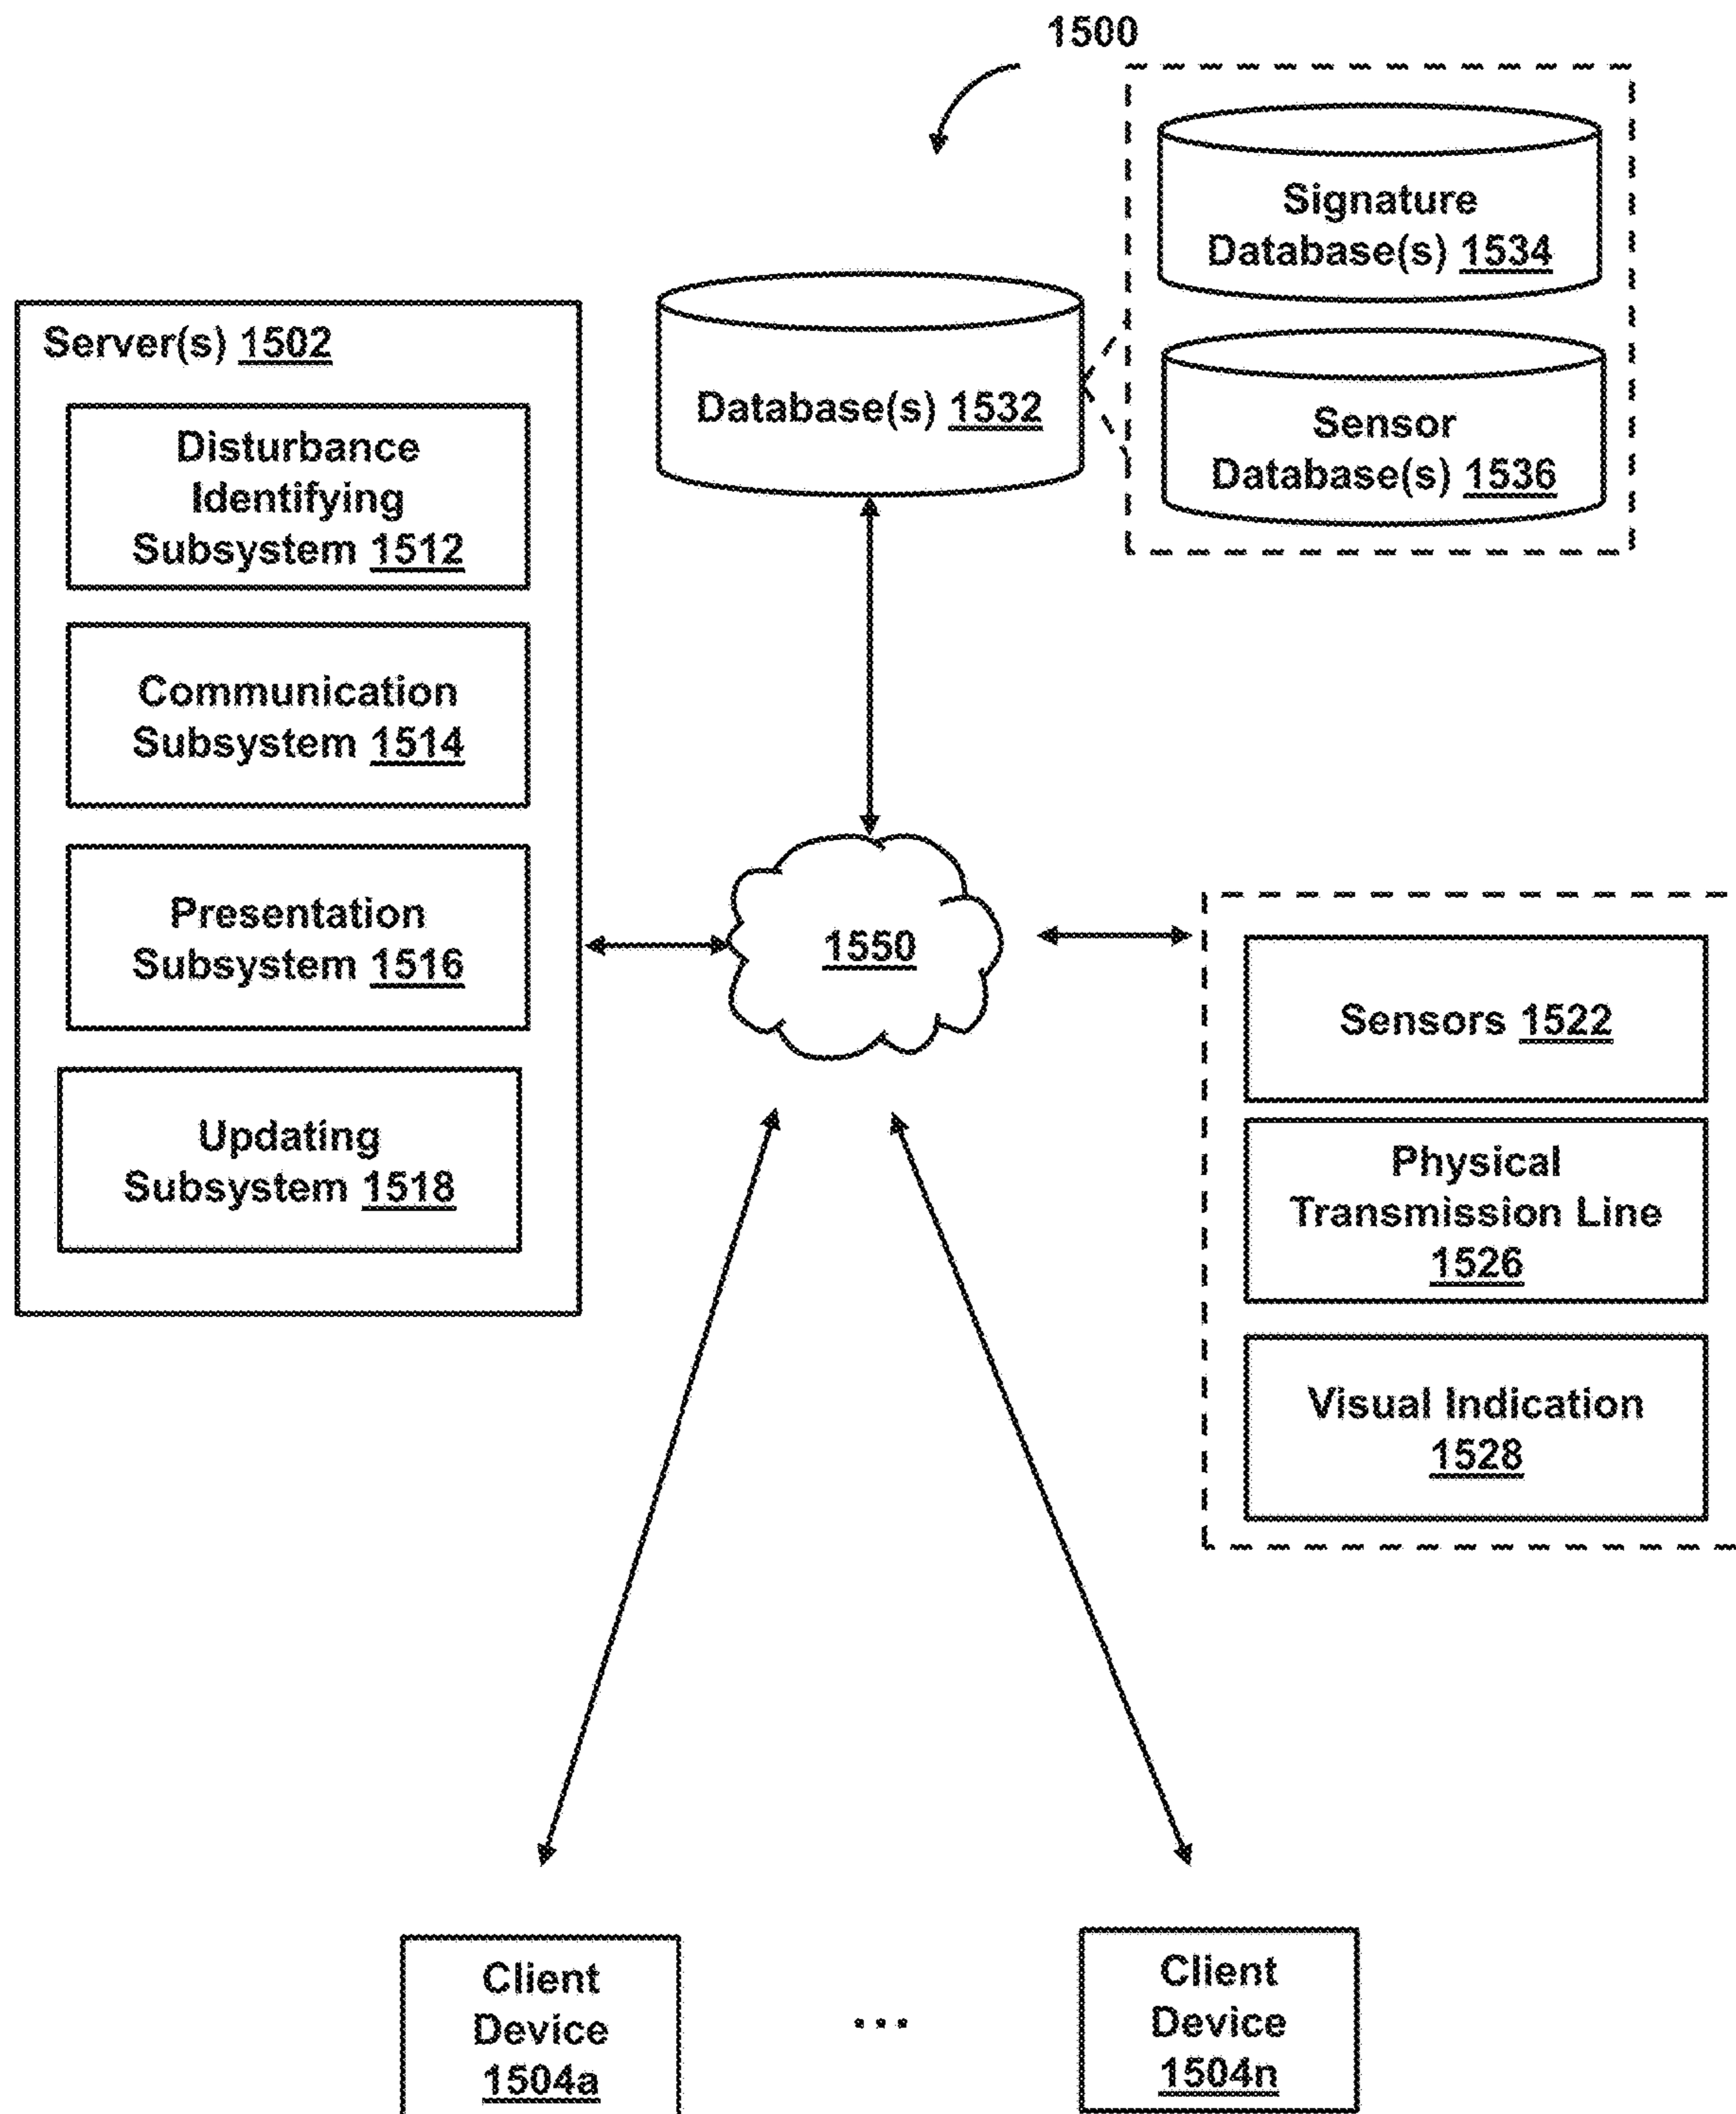 1500
Signature
Database(s) 1534
Sensor
Database(s) 1536
Database(s) 1532
Server(s) 1502
Disturbance
Identifying
Subsystem 1512
Communication
Subsystem 1514
Presentation
Subsystem 1516
Updating
Subsystem 1518
1550
Sensors 1522
Physical
Transmission Line
1526
Visual Indication
1528
Client
Device
1504a
...
Client
Device
1504n